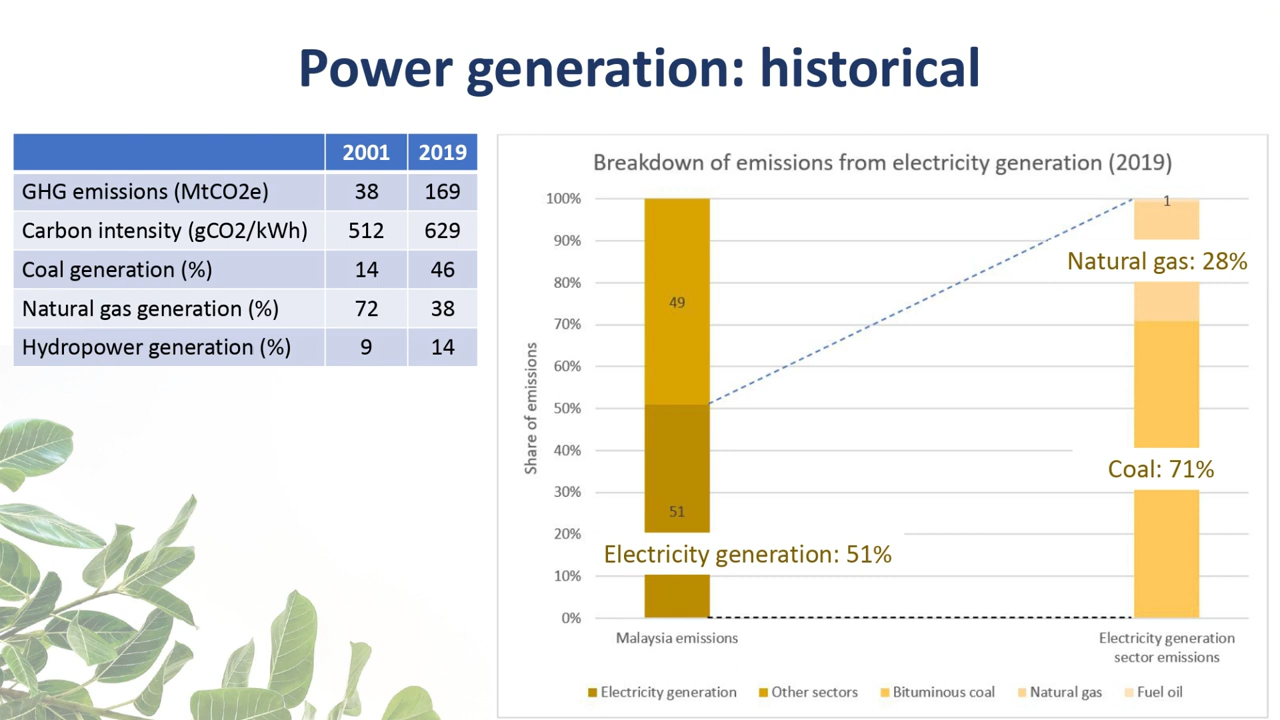 Power generation: historical
2001 2019
GHG emissions (MtCO2e) 38 169
Carbon intensity (gCO2/kWh) 512 629
Coal generation (%) 14 46
Natural gas generation (%) 72 38
Hydropower generation (%) 9 14
Breakdown of emissions from electricity generation (2019)
Share of emissions
100%
90%
80%
70%
60%
50%
40%
30%
20%
10%
0%
49
51
Electricity generation: 51%
1
Natural gas: 28%
Coal: 71%
Malaysia emissions
Electricity generation
sector emissions
Electricity generation Other sectors Bituminous coal Natural gas Fuel oil